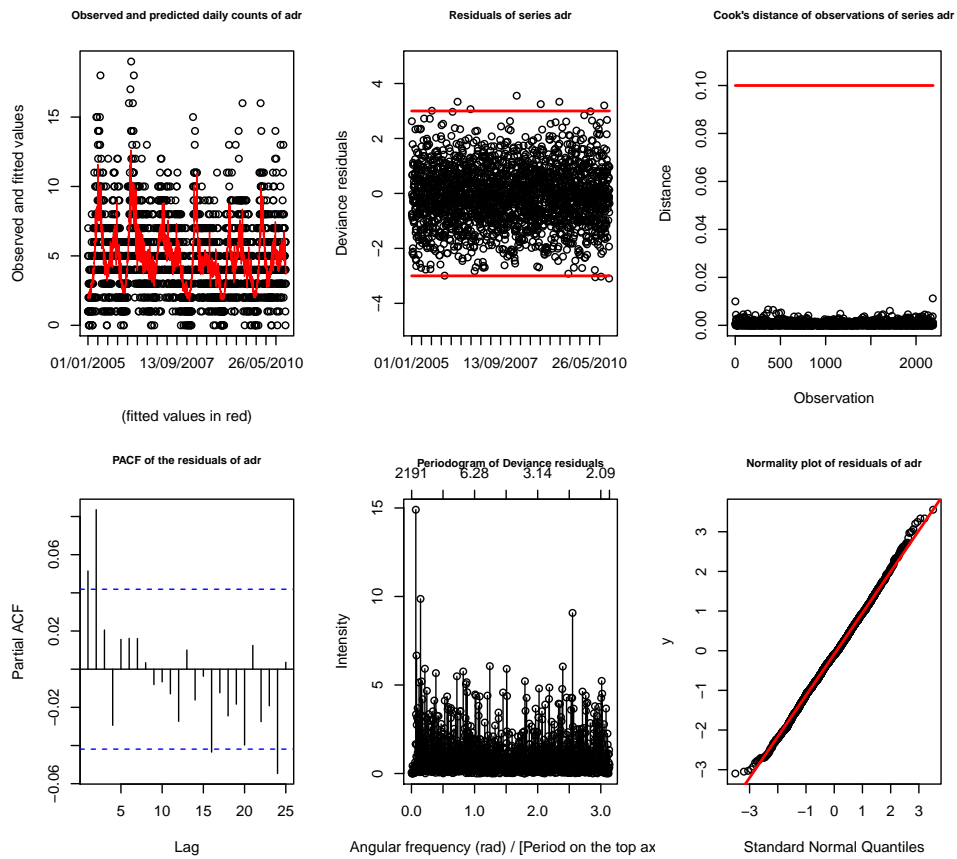 Observed and predicted daily counts of adr
Observed and fitted values
0 5 10 15
01/01/2005 13/09/2007 26/05/2010
(fitted values in red)
Residuals of series adr
Deviance residuals
−4 −2 0 2 4
01/01/2005 13/09/2007 26/05/2010
Cook's distance of observations of series adr
Distance
0.00 0.02 0.04 0.06 0.08 0.10
0 500 1000 2000
Observation
PACF of the residuals of adr
Partial ACF
−0.06 −0.02 0.02 0.06
5 10 15 20 25
Lag
Periodogram of Deviance residuals
2191 6.28 3.14 2.09
Intensity
0 5 10 15
0.0 1.0 2.0 3.0
Angular frequency (rad) / [Period on the top ax
Normality plot of residuals of adr
y
−3 −2 −1 0 1 2 3
−3 −1 0 1 2 3
Standard Normal Quantiles